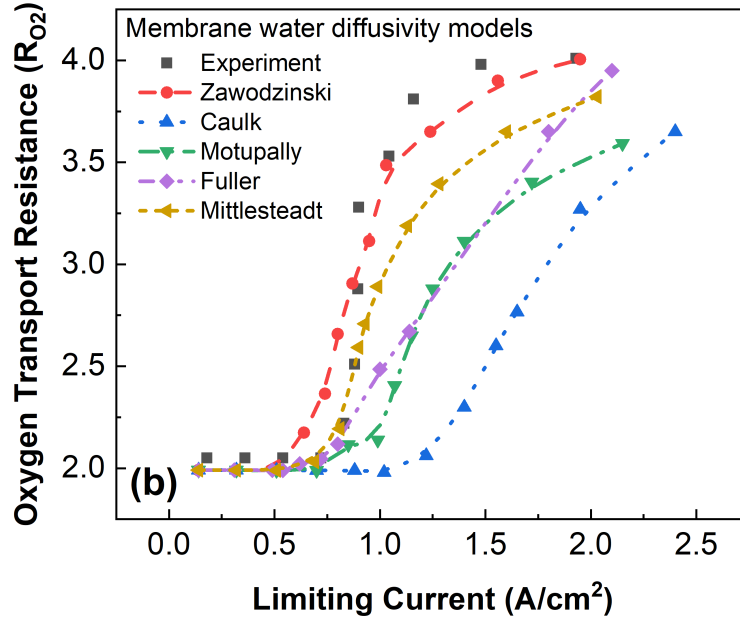 Membrane water diffusivity models
Experiment
Zawodzinski
Caulk
Motupally
Fuller
Mittlesteadt
Oxygen Transport Resistance (R_O2)
4.0
3.5
3.0
2.5
2.0
(b)
0.0 0.5 1.0 1.5 2.0 2.5
Limiting Current (A/cm²)